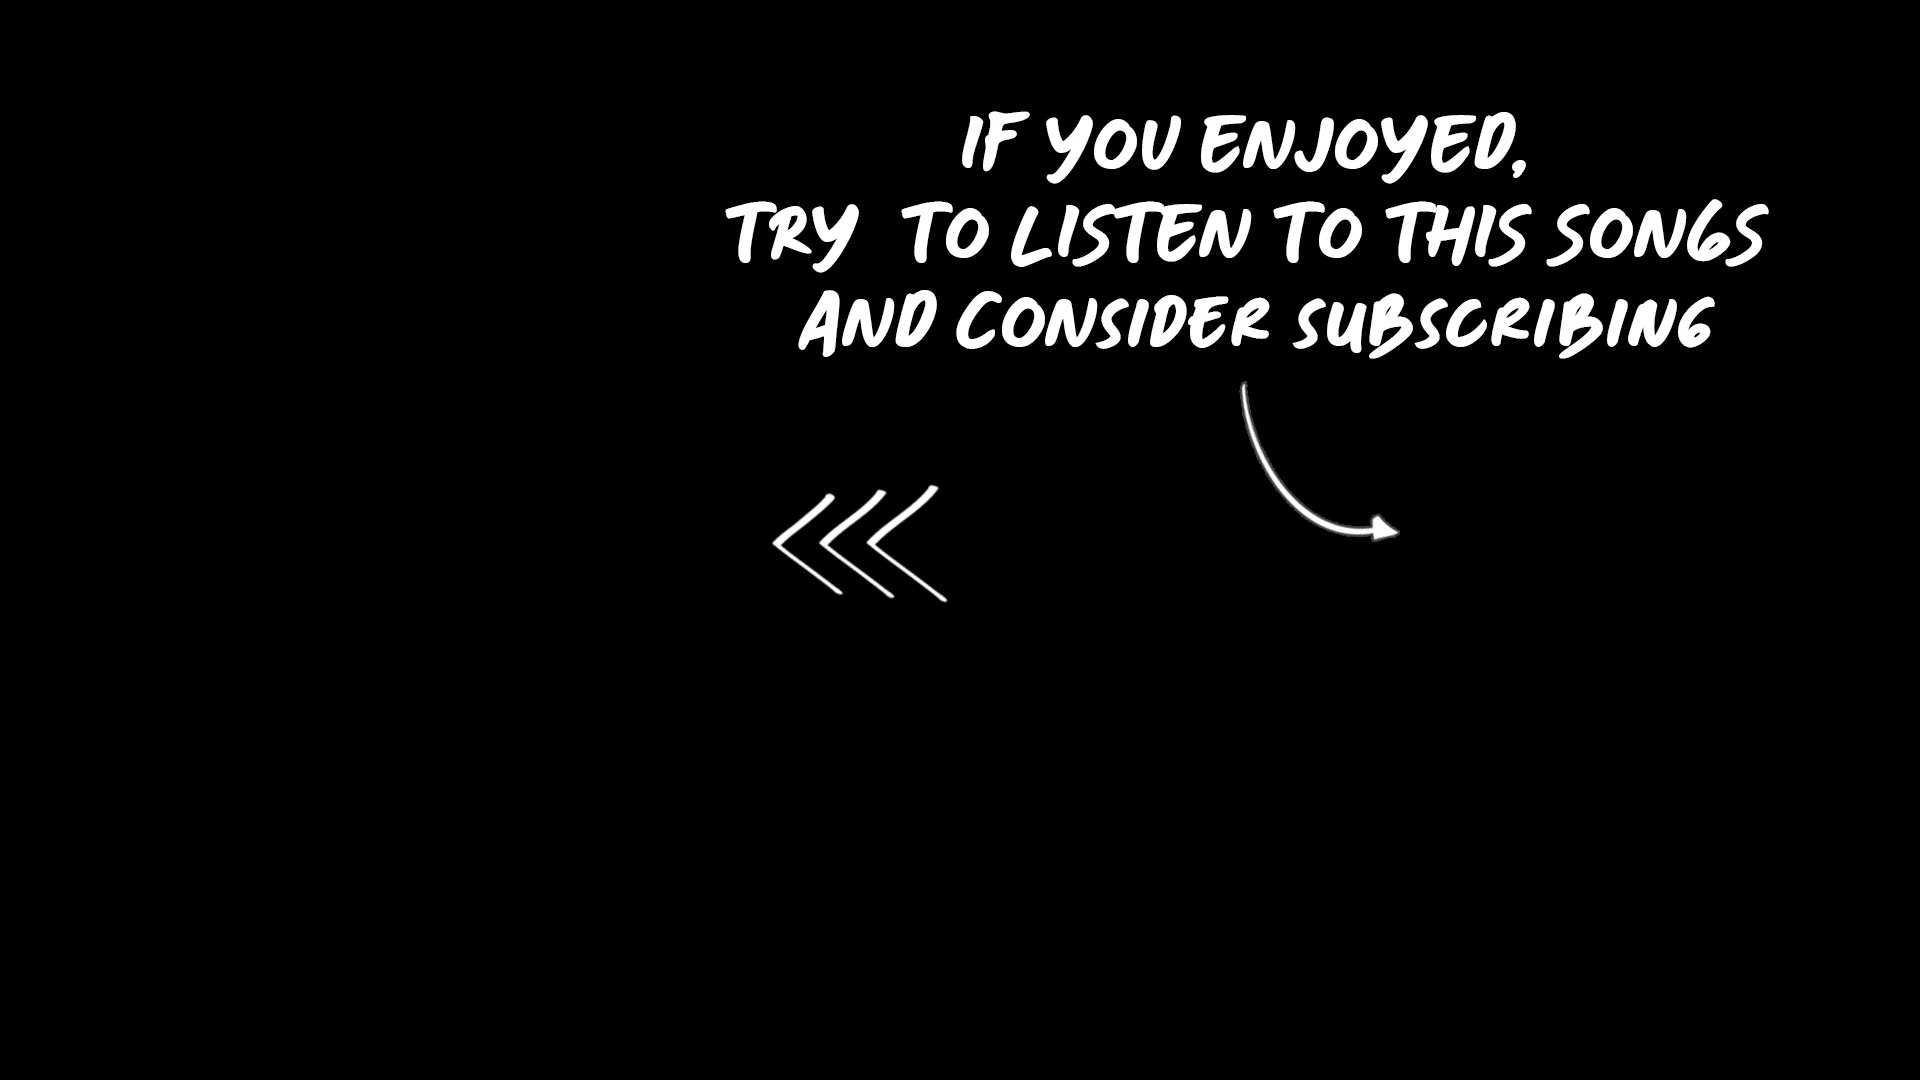 IF YOU ENJOYED,
TRY TO LISTEN TO THIS SONGS
AND CONSIDER SUBSCRIBING